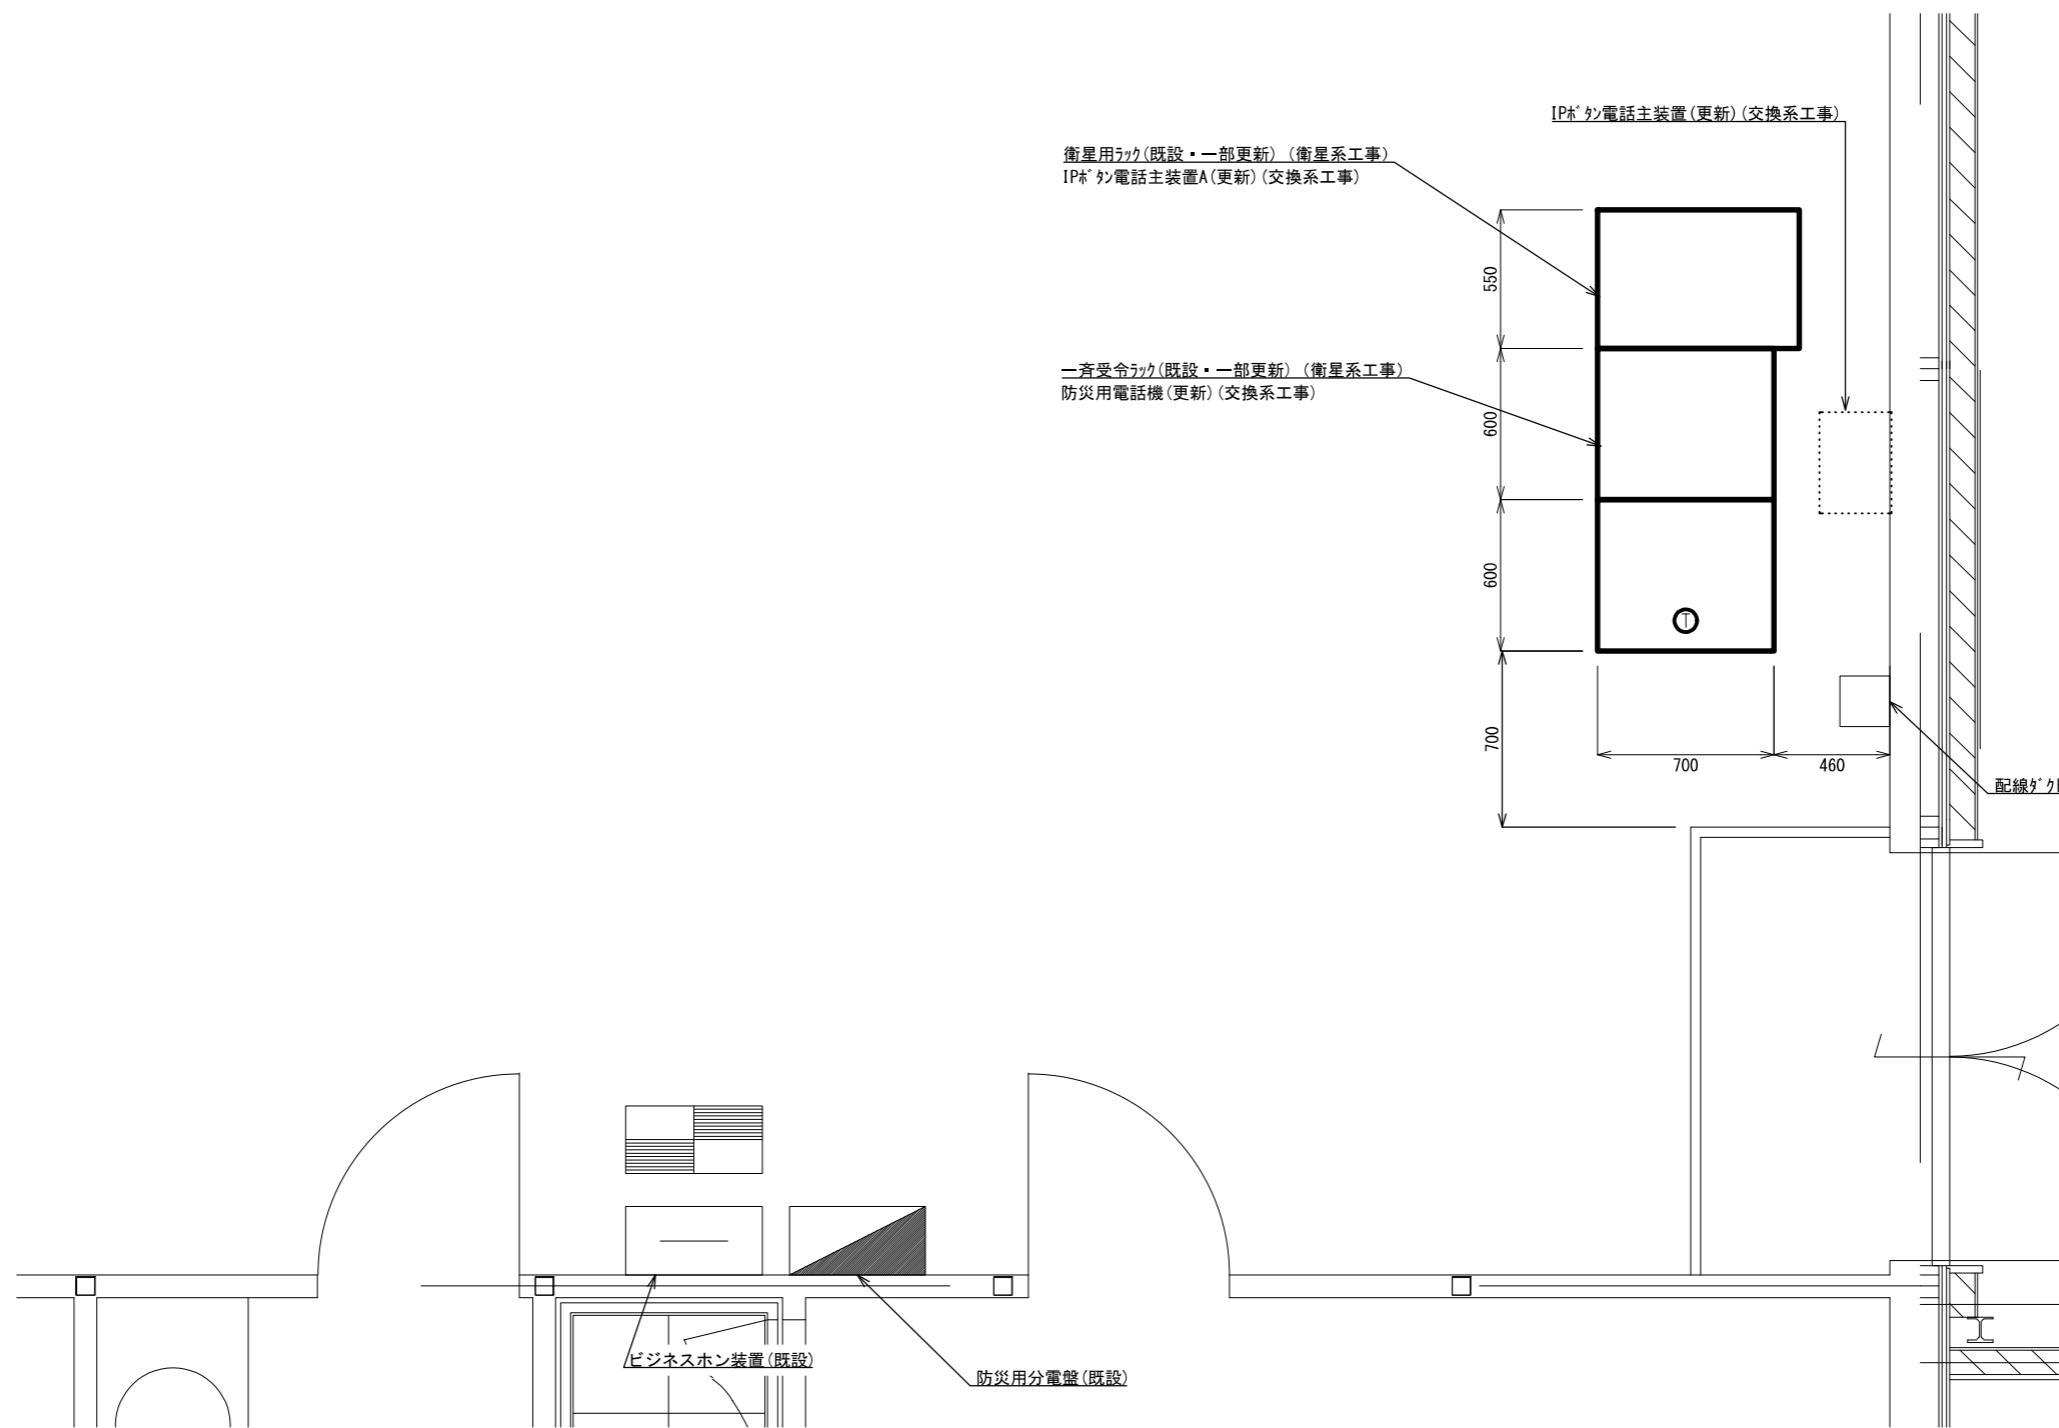 IPボタン電話主装置(更新)(交換系工事)
衛星用ラック(既設・一部更新)(衛星系工事)
IPボタン電話主装置A(更新)(交換系工事)
550
一斉受令ラック(既設・一部更新)(衛星系工事)
防災用電話機(更新)(交換系工事)
600
600
T
700
700
460
配線ダクト
ビジネスホン装置(既設)
防災用分電盤(既設)